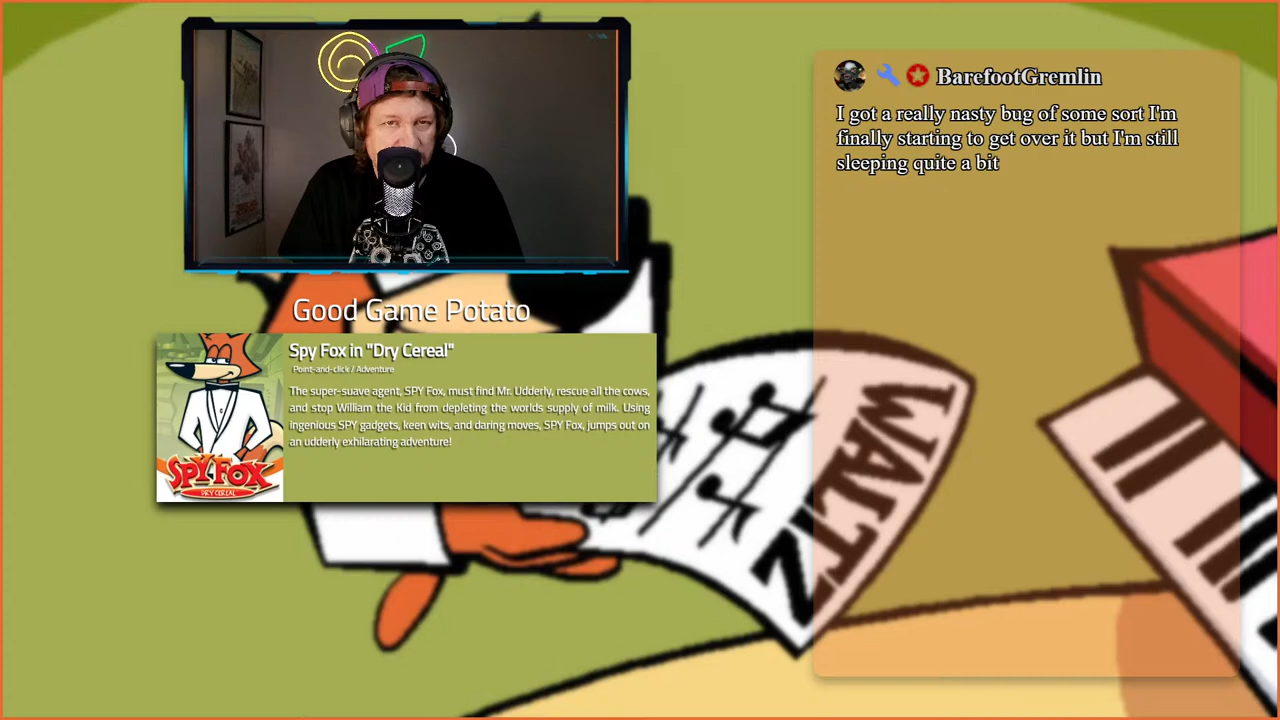 BarefootGremlin
I got a really nasty bug of some sort I'm
finally starting to get over it but I'm still
sleeping quite a bit
Good Game Potato
Spy Fox in "Dry Cereal"
Point-and-click / Adventure
The super-suave agent, SPY Fox, must find Mr. Udderly, rescue all the cows,
and stop William the Kid from depleting the worlds supply of milk. Using
ingenious SPY gadgets, keen wits, and daring moves, SPY Fox, jumps out on
an udderly exhilarating adventure!
SPY FOX
DRY CEREAL
WALTZ